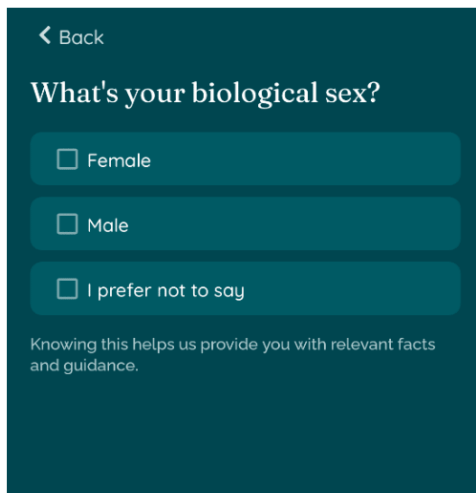 Back
What's your biological sex?
Female
Male
I prefer not to say
Knowing this helps us provide you with relevant facts
and guidance.